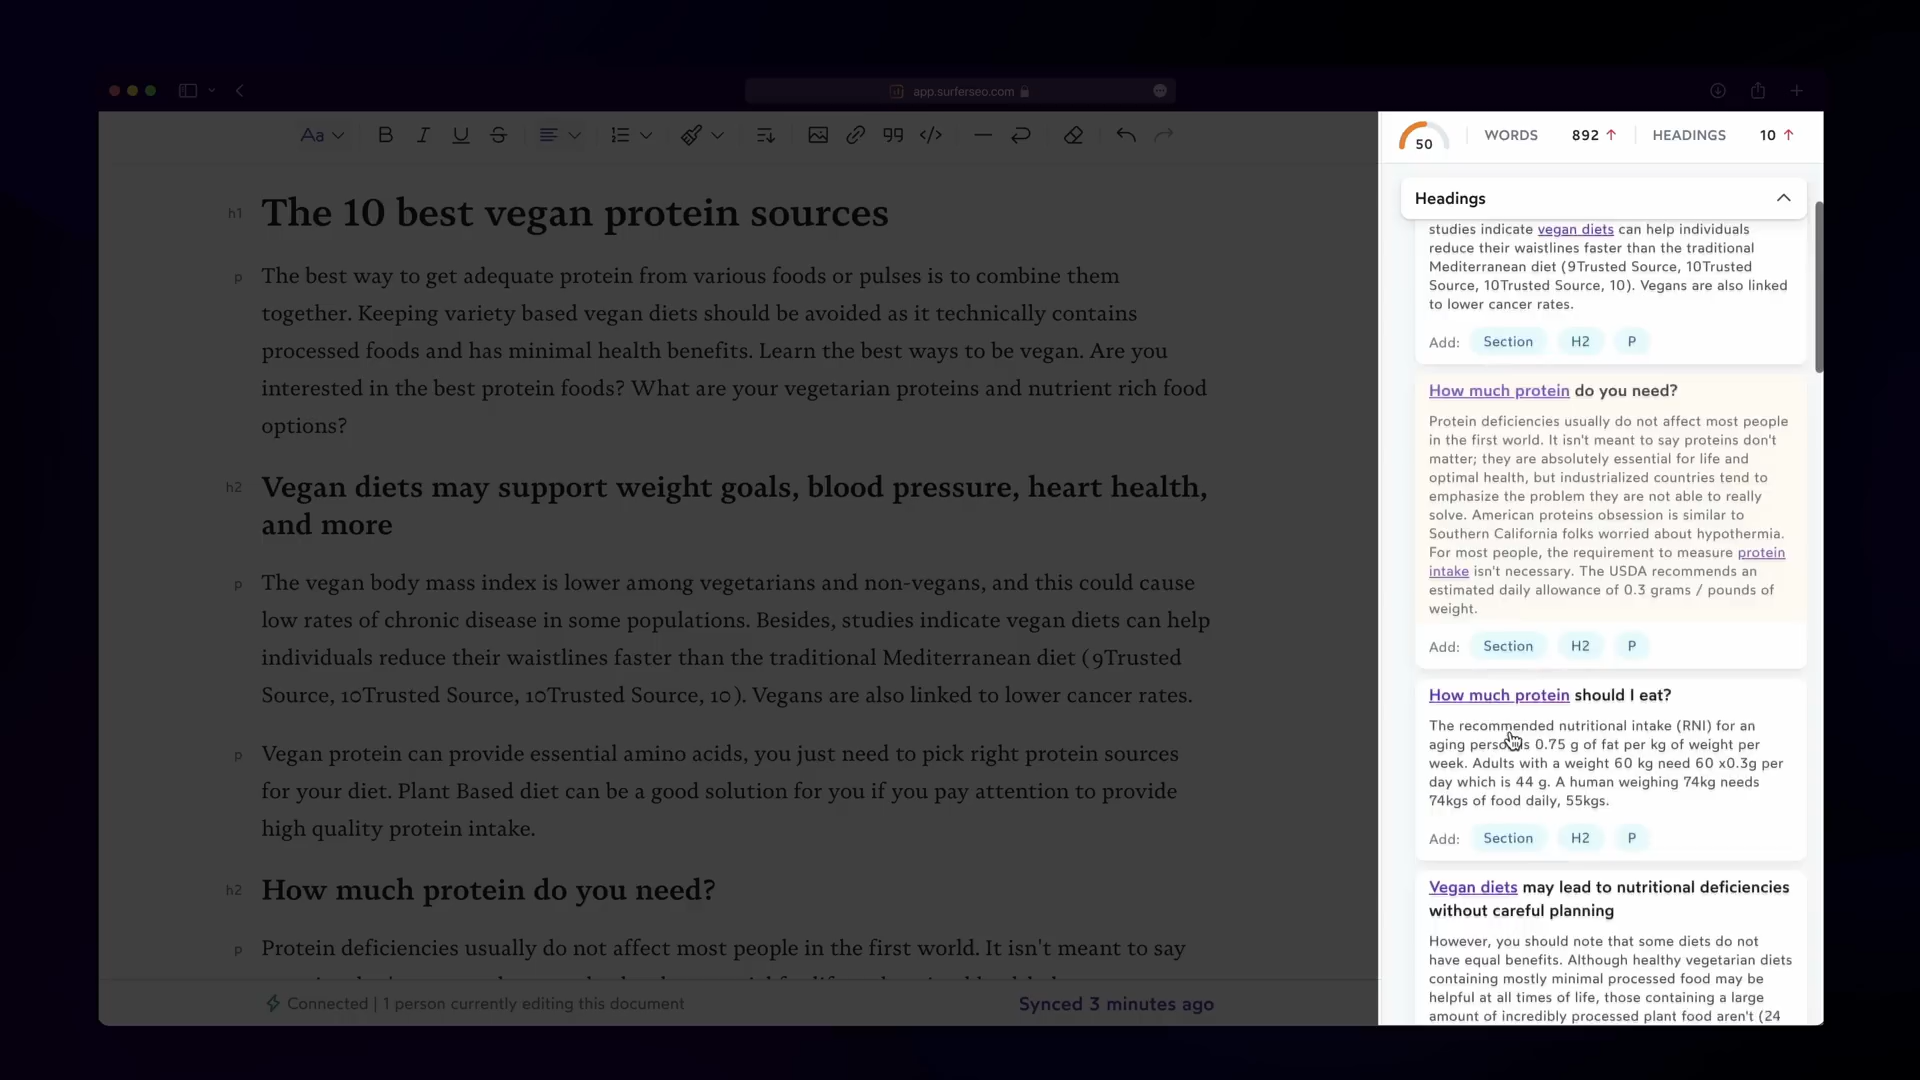 app.surferseo.com
Aa
The 10 best vegan protein sources
h1
The best way to get adequate protein from various foods or pulses is to combine them
p
together. Keeping variety based vegan diets should be avoided as it technically contains
processed foods and has minimal health benefits. Learn the best ways to be vegan. Are you
interested in the best protein foods? What are your vegetarian proteins and nutrient rich food
options?
h2
Vegan diets may support weight goals, blood pressure, heart health,
and more
p
The vegan body mass index is lower among vegetarians and non-vegans, and this could cause
low rates of chronic disease in some populations. Besides, studies indicate vegan diets can help
individuals reduce their waistlines faster than the traditional Mediterranean diet (9Trusted
Source, 10Trusted Source, 10Trusted Source, 10). Vegans are also linked to lower cancer rates.
p
Vegan protein can provide essential amino acids, you just need to pick right protein sources
for your diet. Plant Based diet can be a good solution for you if you pay attention to provide
high quality protein intake.
h2
How much protein do you need?
p
Protein deficiencies usually do not affect most people in the first world. It isn't meant to say
Connected | 1 person currently editing this document
Synced 3 minutes ago
50 WORDS 892 HEADINGS 10
Headings
studies indicate vegan diets can help individuals
reduce their waistlines faster than the traditional
Mediterranean diet (9Trusted Source, 10Trusted
Source, 10Trusted Source, 10). Vegans are also linked
to lower cancer rates.
Add: Section H2 P
How much protein do you need?
Protein deficiencies usually do not affect most people
in the first world. It isn't meant to say proteins don't
matter; they are absolutely essential for life and
optimal health, but industrialized countries tend to
emphasize the problem they are not able to really
solve. American proteins obsession is similar to
Southern California folks worried about hypothermia.
For most people, the requirement to measure protein
intake isn't necessary. The USDA recommends an
estimated daily allowance of 0.3 grams / pounds of
weight.
Add: Section H2 P
How much protein should I eat?
The recommended nutritional intake (RNI) for an
aging person is 0.75 g of fat per kg of weight per
week. Adults with a weight 60 kg need 60 x0.3g per
day which is 44 g. A human weighing 74kg needs
74kgs of food daily, 55kgs.
Add: Section H2 P
Vegan diets may lead to nutritional deficiencies
without careful planning
However, you should note that some diets do not
have equal benefits. Although healthy vegetarian diets
containing mostly minimal processed food may be
helpful at all times of life, those containing a large
amount of incredibly processed plant food aren't (24